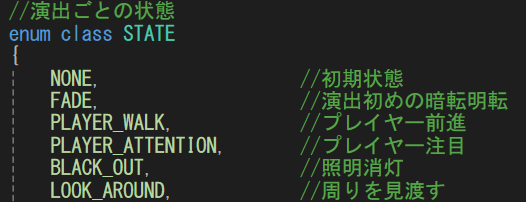 //演出ごとの状態
enum class STATE
{
NONE, //初期状態
FADE, //演出初めの暗転明転
PLAYER_WALK, //プレイヤー前進
PLAYER_ATTENTION, //プレイヤー注目
BLACK_OUT, //照明消灯
LOOK_AROUND, //周りを見渡す